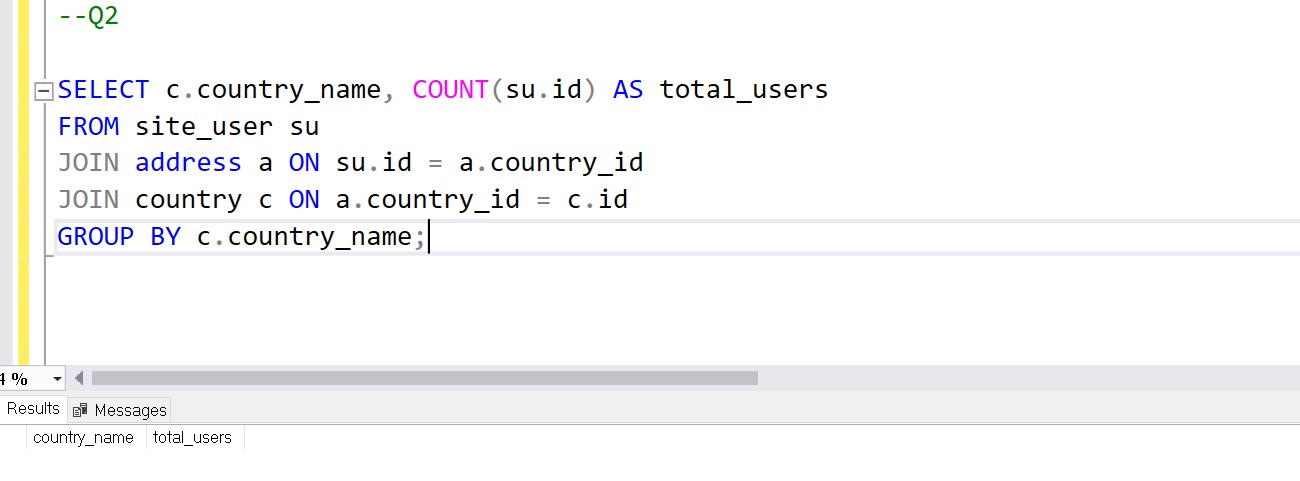 --Q2
SELECT c.country_name, COUNT(su.id) AS total_users
FROM site_user su
JOIN address a ON su.id = a.country_id
JOIN country c ON a.country_id = c.id
GROUP BY c.country_name;
4 %
Results Messages
country_name total_users